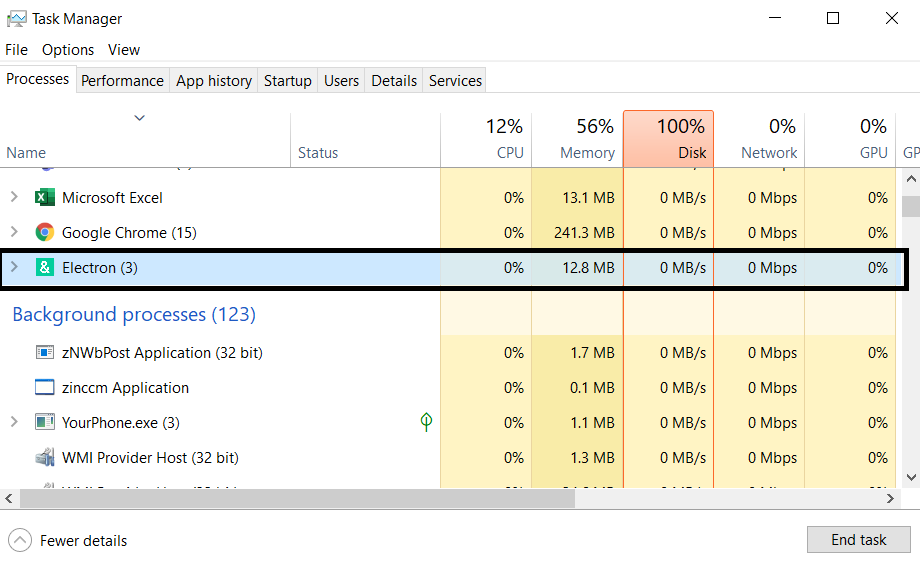 Task Manager
File Options View
Processes Performance App history Startup Users Details Services
12% 56% 100% 0% 0%
Name Status CPU Memory Disk Network GPU GP
Microsoft Excel 0% 13.1 MB 0 MB/s 0 Mbps 0%
Google Chrome (15) 0% 241.3 MB 0 MB/s 0 Mbps 0%
& Electron (3) 0% 12.8 MB 0 MB/s 0 Mbps 0%
Background processes (123)
zNWbPost Application (32 bit) 0% 1.7 MB 0 MB/s 0 Mbps 0%
zinccm Application 0% 0.1 MB 0 MB/s 0 Mbps 0%
YourPhone.exe (3) 0% 1.1 MB 0 MB/s 0 Mbps 0%
WMI Provider Host (32 bit) 0% 1.3 MB 0 MB/s 0 Mbps 0%
Fewer details End task